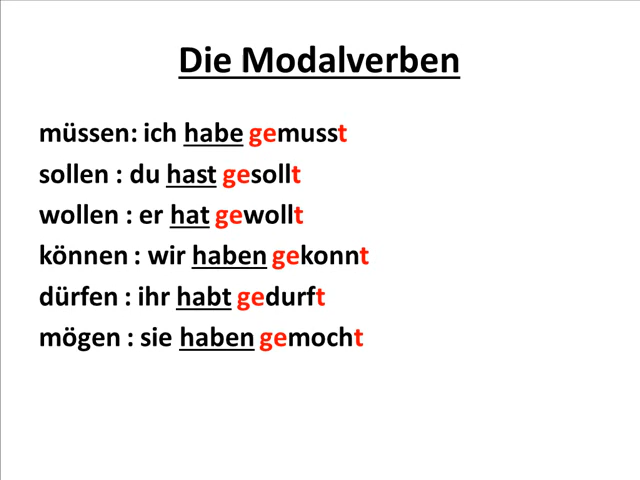 Die Modalverben
müssen: ich habe gemusst
sollen : du hast gesollt
wollen : er hat gewollt
können : wir haben gekonnt
dürfen : ihr habt gedurft
mögen : sie haben gemocht